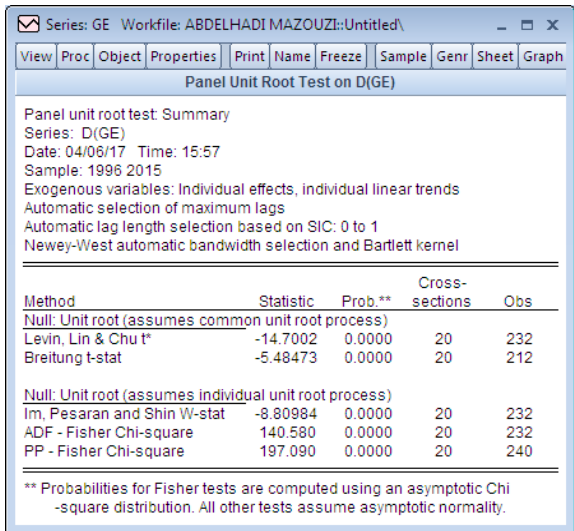 Series: GE Workfile: ABDELHADI MAZOUZI::Untitled\
View Proc Object Properties Print Name Freeze Sample Genr Sheet Graph
Panel Unit Root Test on D(GE)
Panel unit root test: Summary
Series: D(GE)
Date: 04/06/17 Time: 15:57
Sample: 1996 2015
Exogenous variables: Individual effects, individual linear trends
Automatic selection of maximum lags
Automatic lag length selection based on SIC: 0 to 1
Newey-West automatic bandwidth selection and Bartlett kernel
Cross-
Method Statistic Prob.** sections Obs
Null: Unit root (assumes common unit root process)
Levin, Lin & Chu t* -14.7002 0.0000 20 232
Breitung t-stat -5.48473 0.0000 20 212
Null: Unit root (assumes individual unit root process)
Im, Pesaran and Shin W-stat -8.80984 0.0000 20 232
ADF - Fisher Chi-square 140.580 0.0000 20 232
PP - Fisher Chi-square 197.090 0.0000 20 240
** Probabilities for Fisher tests are computed using an asymptotic Chi
-square distribution. All other tests assume asymptotic normality.